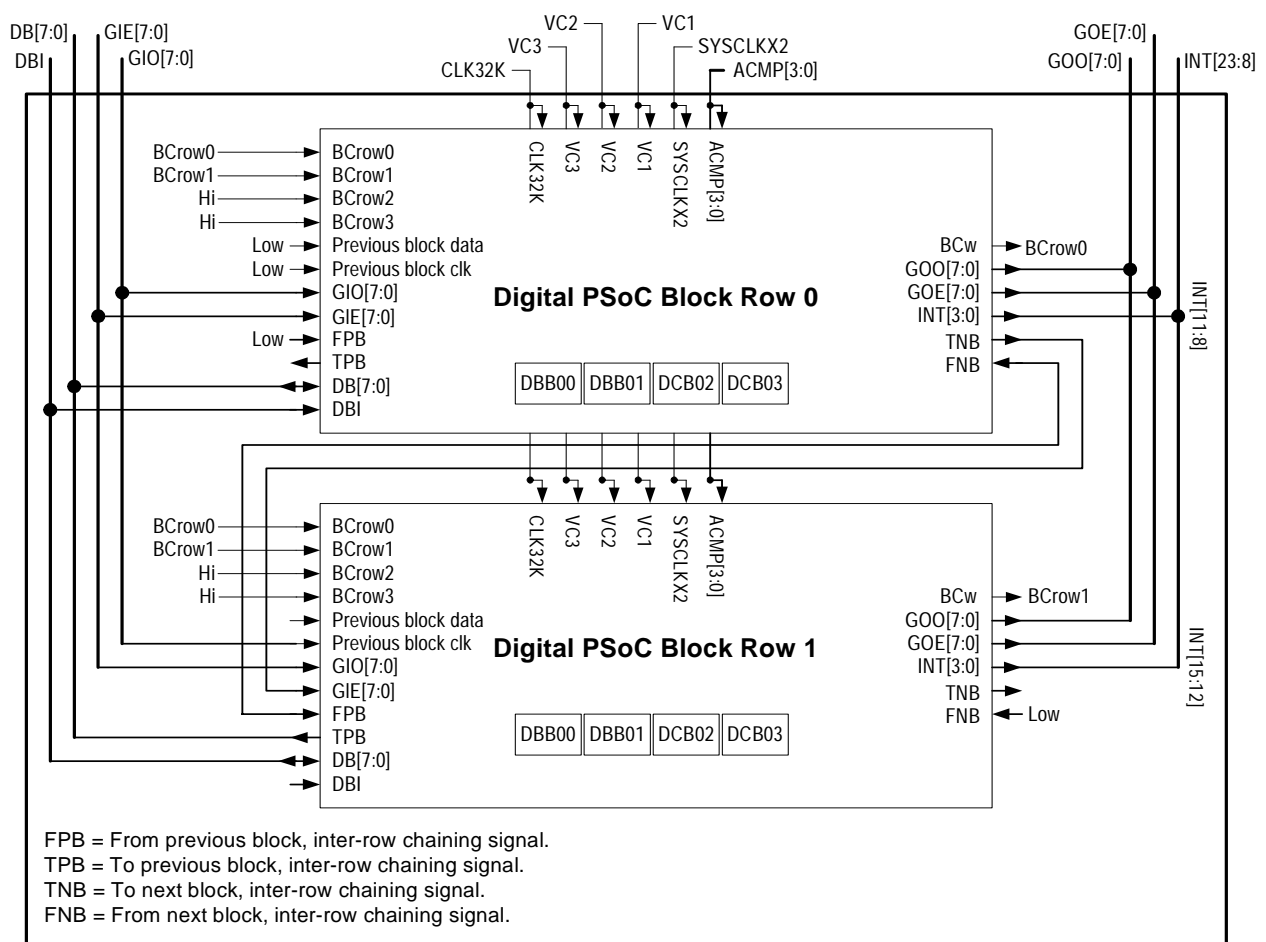 DB[7:0]
GIE[7:0]
DBI
GIO[7:0]
VC2
VC1
VC3
SYSCLKX2
CLK32K
ACMP[3:0]
GOE[7:0]
GOO[7:0]
INT[23:8]
CLK32K
VC3
VC2
VC1
SYSCLKX2
ACMP[3:0]
BCrow0 BCrow0
BCrow1 BCrow1
Hi BCrow2
Hi BCrow3
Low Previous block data
Low Previous block clk
GIO[7:0]
GIE[7:0]
Low FPB
TPB
DB[7:0]
DBI
Digital PSoC Block Row 0
DBB00 DBB01 DCB02 DCB03
BCw BCrow0
GOO[7:0]
GOE[7:0]
INT[3:0]
TNB
FNB
INT[11:8]
CLK32K
VC3
VC2
VC1
SYSCLKX2
ACMP[3:0]
BCrow0 BCrow0
BCrow1 BCrow1
Hi BCrow2
Hi BCrow3
Previous block data
Previous block clk
GIO[7:0]
GIE[7:0]
FPB
TPB
DB[7:0]
DBI
Digital PSoC Block Row 1
DBB00 DBB01 DCB02 DCB03
BCw BCrow1
GOO[7:0]
GOE[7:0]
INT[3:0]
TNB
FNB Low
INT[15:12]
FPB = From previous block, inter-row chaining signal.
TPB = To previous block, inter-row chaining signal.
TNB = To next block, inter-row chaining signal.
FNB = From next block, inter-row chaining signal.